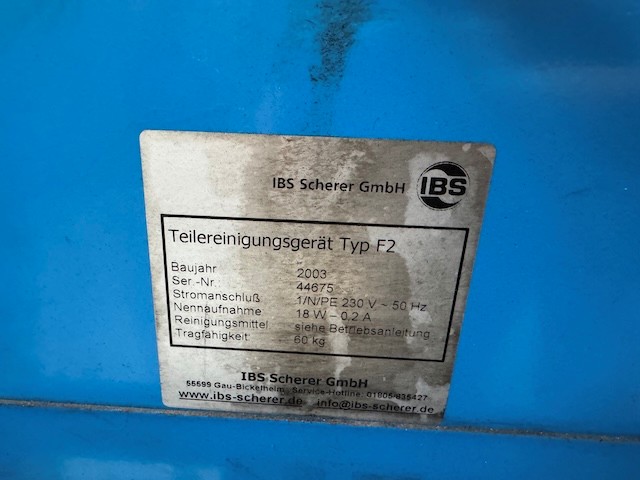 IBS Scherer GmbH IBS
Teilereinigungsgerät Typ F2
Baujahr 2003
Ser.-Nr.: 44675
Stromanschluß 1/N/PE 230 V ~ 50 Hz
Nennaufnahme 18 W – 0.2 A
Reinigungsmittel siehe Betriebsanleitung
Tragfähigkeit 60 kg
IBS Scherer GmbH
55599 Gau-Bickelheim, Service-Hotline: 01805-835427
www.ibs-scherer.de info@ibs-scherer.de